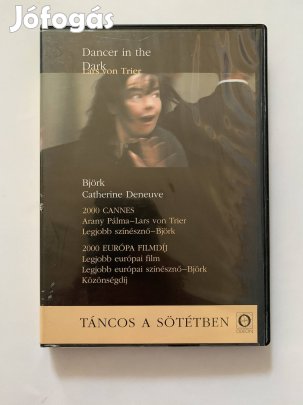 Jófogás
Dancer in the
Dark
Lars von Trier
Björk
Catherine Deneuve
2000 CANNES
Arany Pálma–Lars von Trier
Legjobb színésznő–Björk
2000 EURÓPA FILMDÍJ
Legjobb európai film
Legjobb európai színésznő–Björk
Közönségdíj
TÁNCOS A SÖTÉTBEN
ODEON